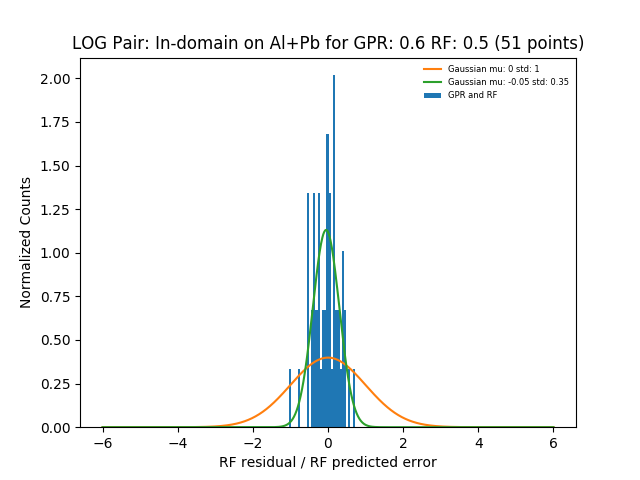 LOG Pair: In-domain on Al+Pb for GPR: 0.6 RF: 0.5 (51 points)
Gaussian mu: 0 std: 1
Gaussian mu: -0.05 std: 0.35
GPR and RF
Normalized Counts
2.00
1.75
1.50
1.25
1.00
0.75
0.50
0.25
0.00
−6
−4
−2
0
2
4
6
RF residual / RF predicted error